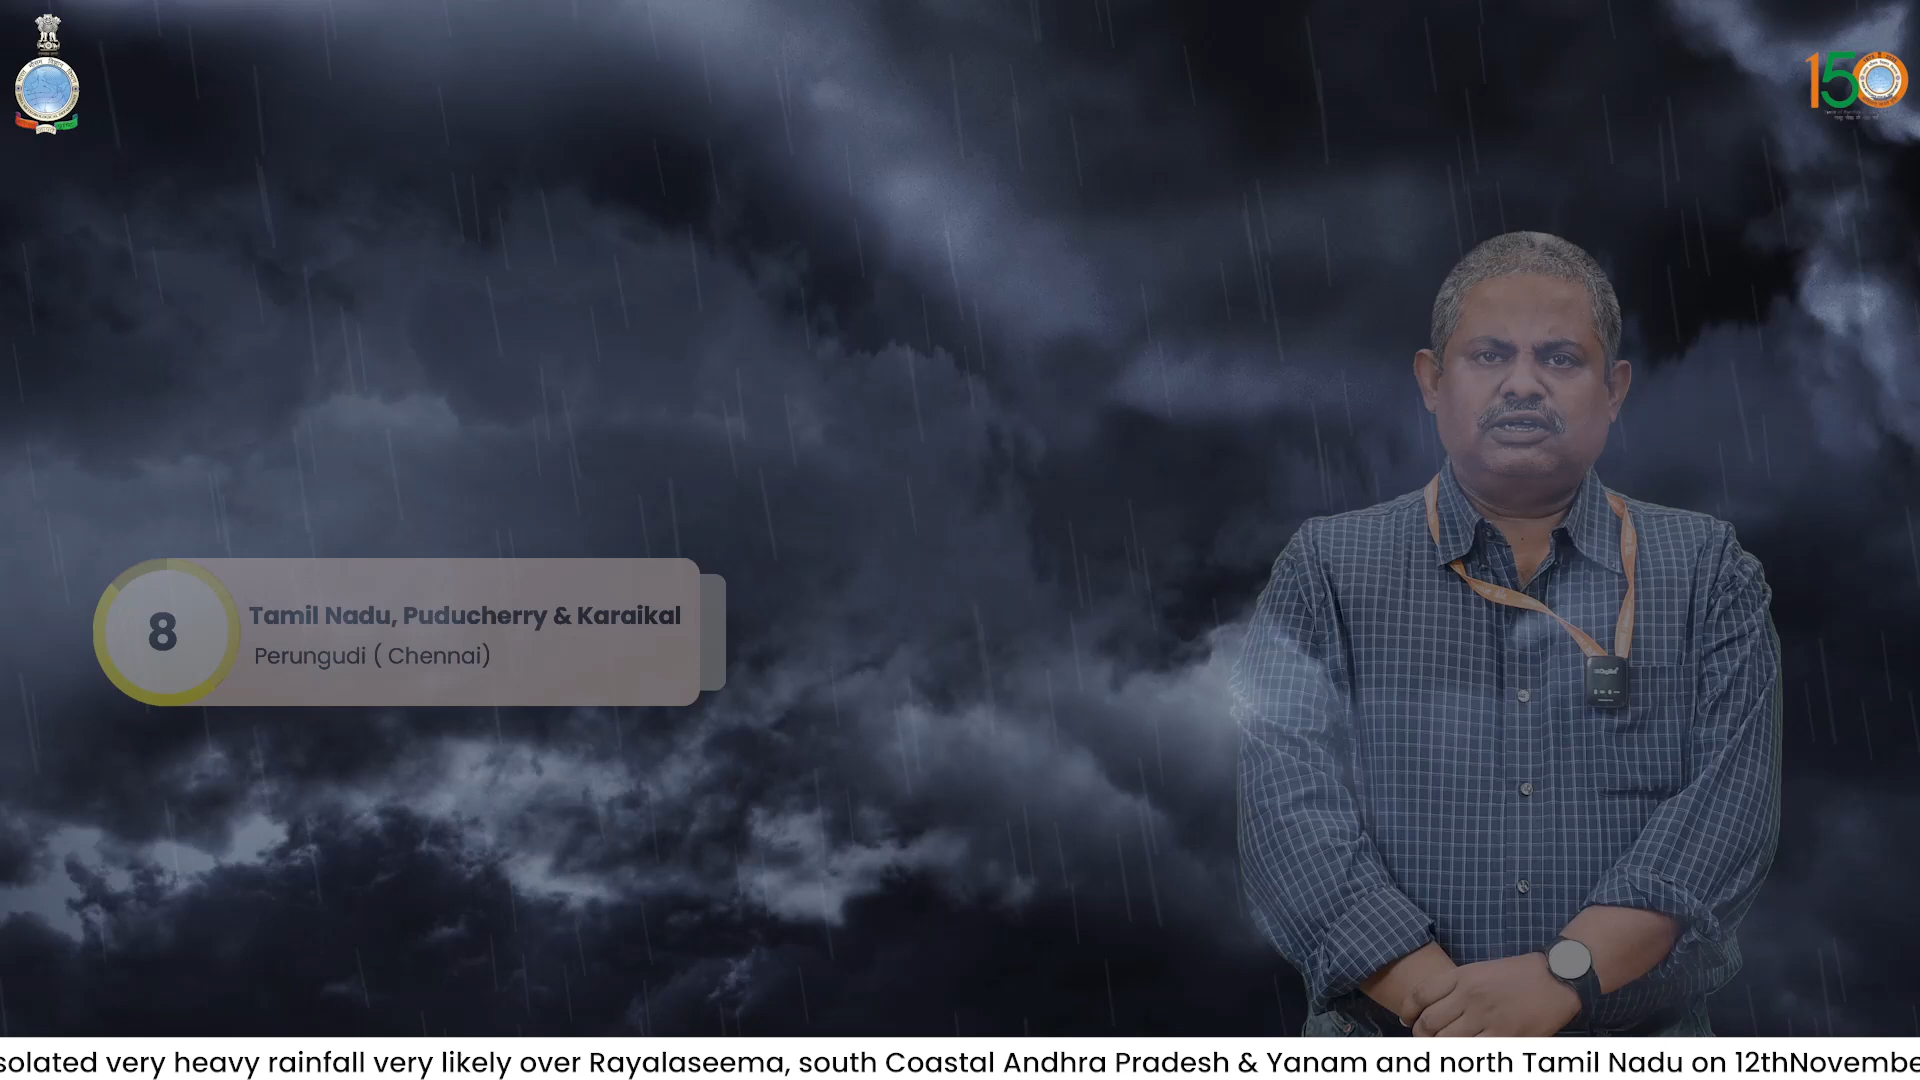 150
8
Tamil Nadu, Puducherry & Karaikal
Perungudi ( Chennai)
solated very heavy rainfall very likely over Rayalaseema, south Coastal Andhra Pradesh & Yanam and north Tamil Nadu on 12thNovembe